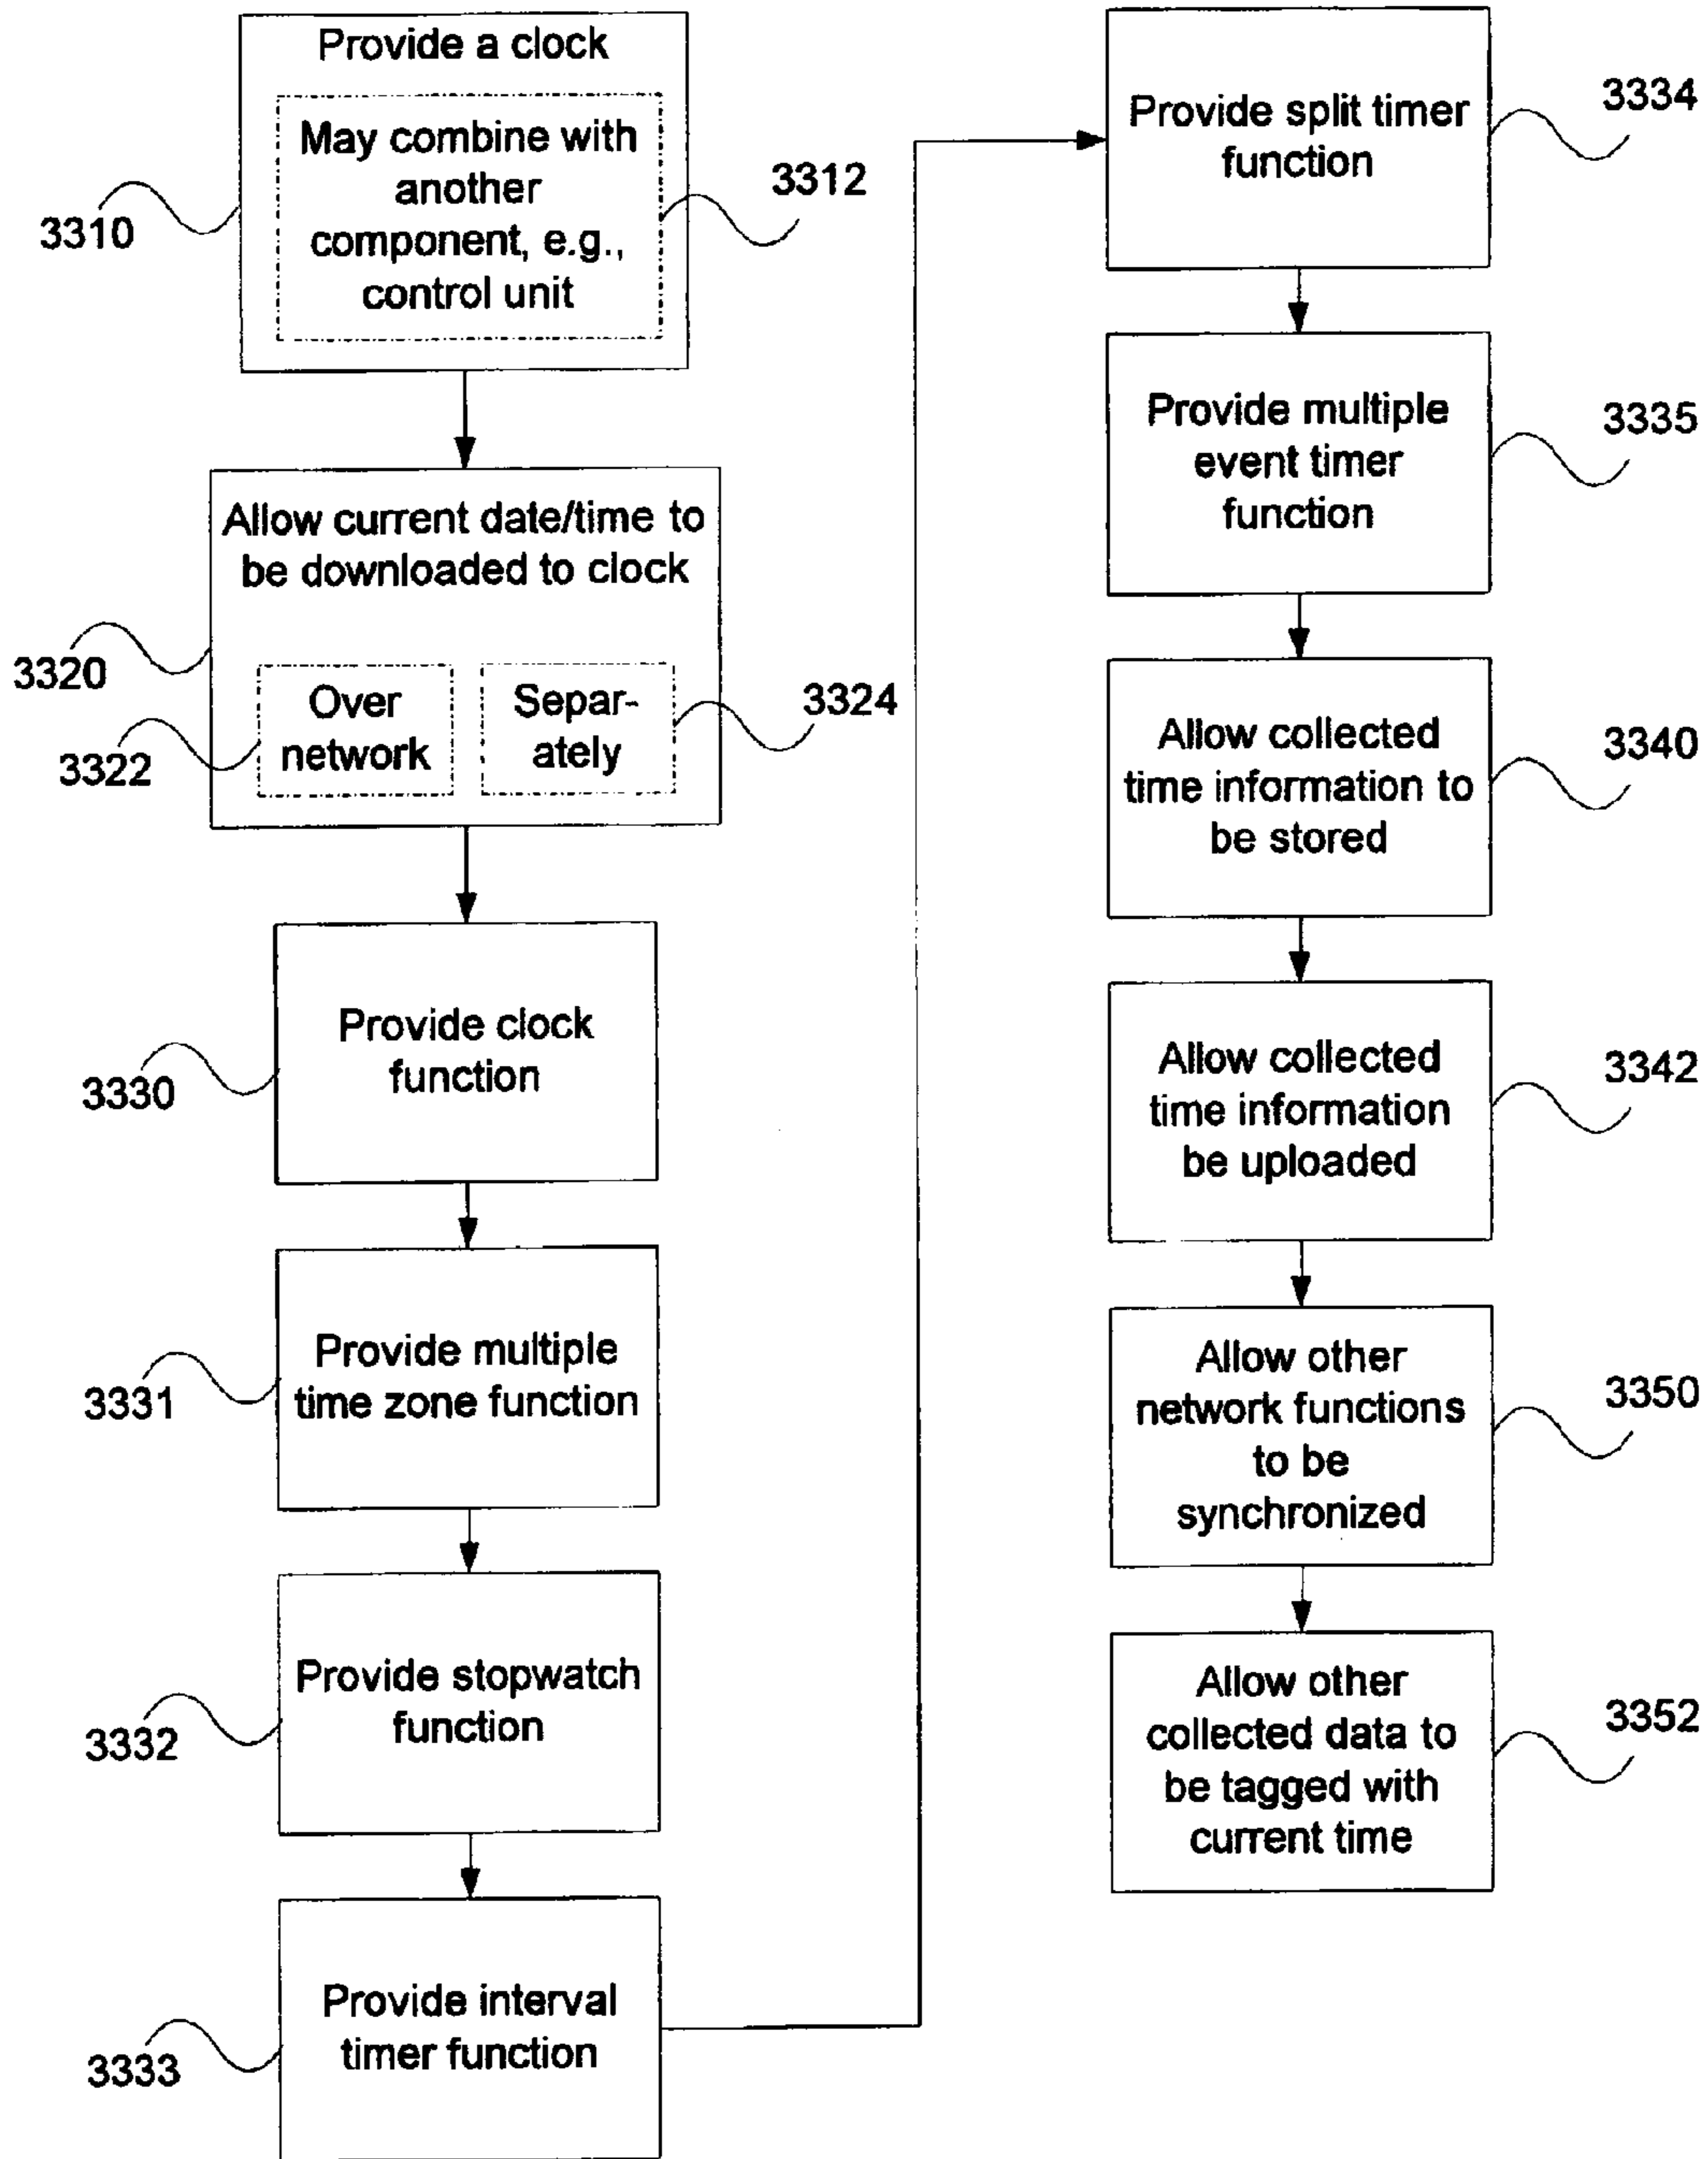 Provide a clock
May combine with
another
component, e.g.,
control unit
3310
3312
Allow current date/time to
be downloaded to clock
3320
Over
network
3322
Separ-
ately
3324
Provide clock
function
3330
Provide multiple
time zone function
3331
Provide stopwatch
function
3332
Provide interval
timer function
3333
Provide split timer
function
3334
Provide multiple
event timer
function
3335
Allow collected
time information to
be stored
3340
Allow collected
time information
be uploaded
3342
Allow other
network functions
to be
synchronized
3350
Allow other
collected data to
be tagged with
current time
3352